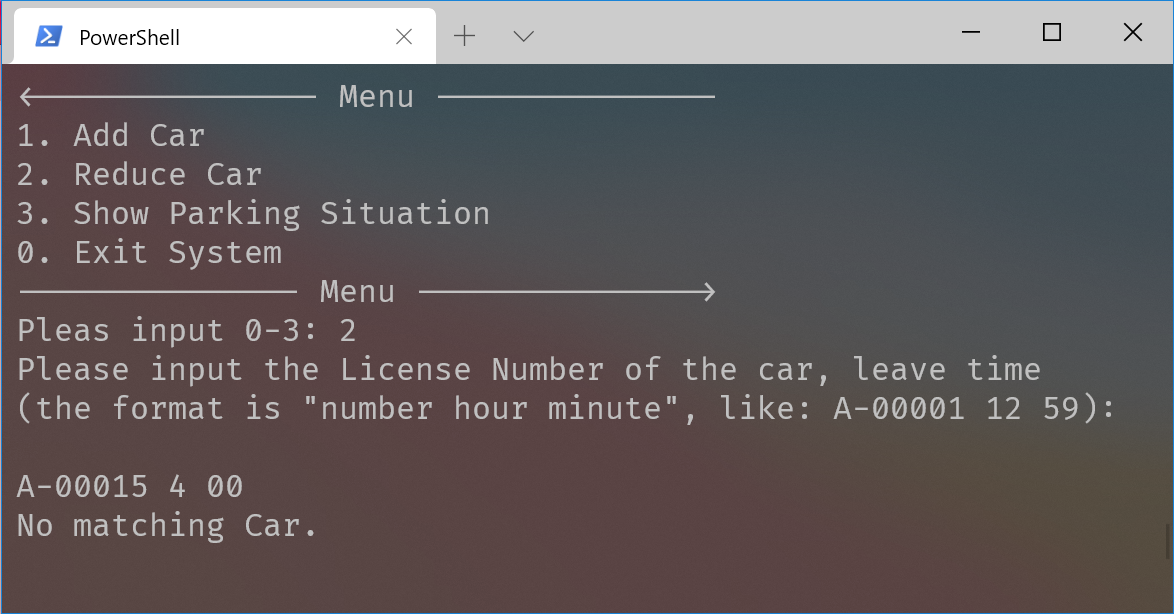 PowerShell
Menu
1. Add Car
2. Reduce Car
3. Show Parking Situation
0. Exit System
Menu
Pleas input 0-3: 2
Please input the License Number of the car, leave time
(the format is "number hour minute", like: A-00001 12 59):
A-00015 4 00
No matching Car.